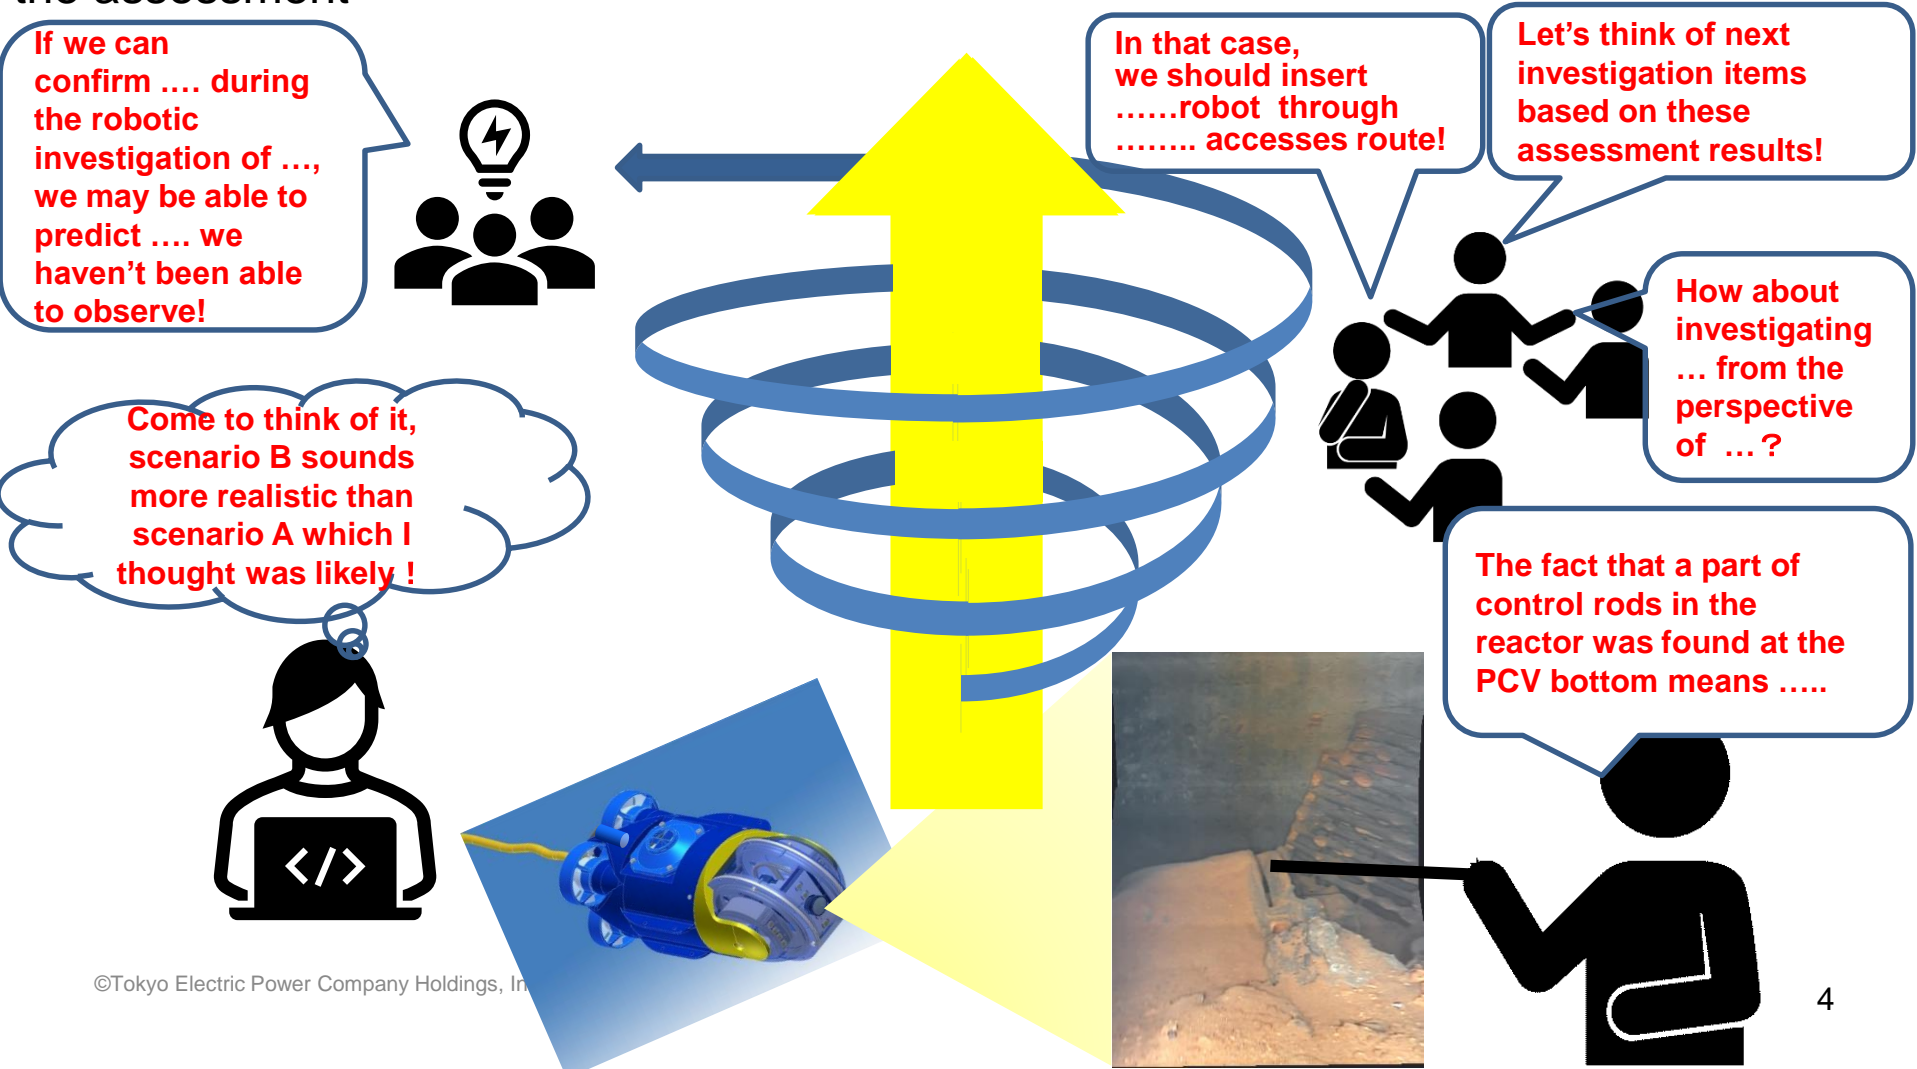 the assessment
If we can
confirm .... during
the robotic
investigation of ...,
we may be able to
predict .... we
haven't been able
to observe!
In that case,
we should insert
......robot through
........ accesses route!
Let's think of next
investigation items
based on these
assessment results!
How about
investigating
... from the
perspective
of ...？
Come to think of it,
scenario B sounds
more realistic than
scenario A which I
thought was likely !
The fact that a part of
control rods in the
reactor was found at the
PCV bottom means .....
</>
©Tokyo Electric Power Company Holdings, In
4